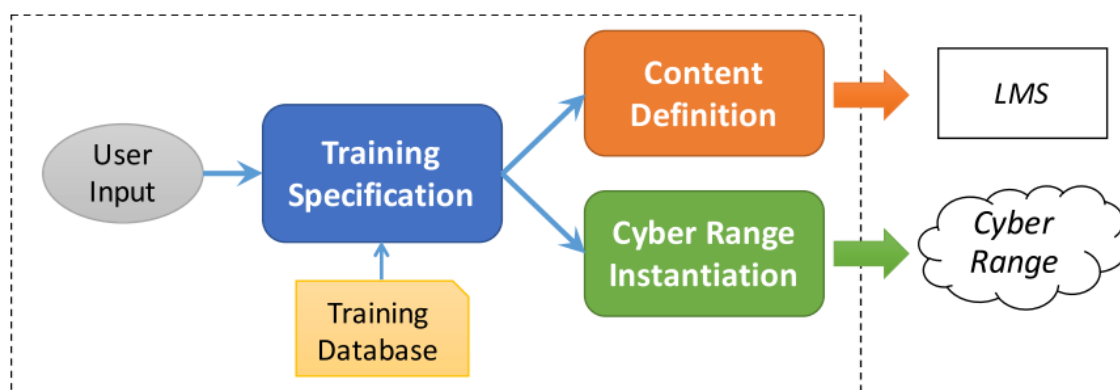 User
Input
Training
Specification
Training
Database
Content
Definition
Cyber Range
Instantiation
LMS
Cyber
Range